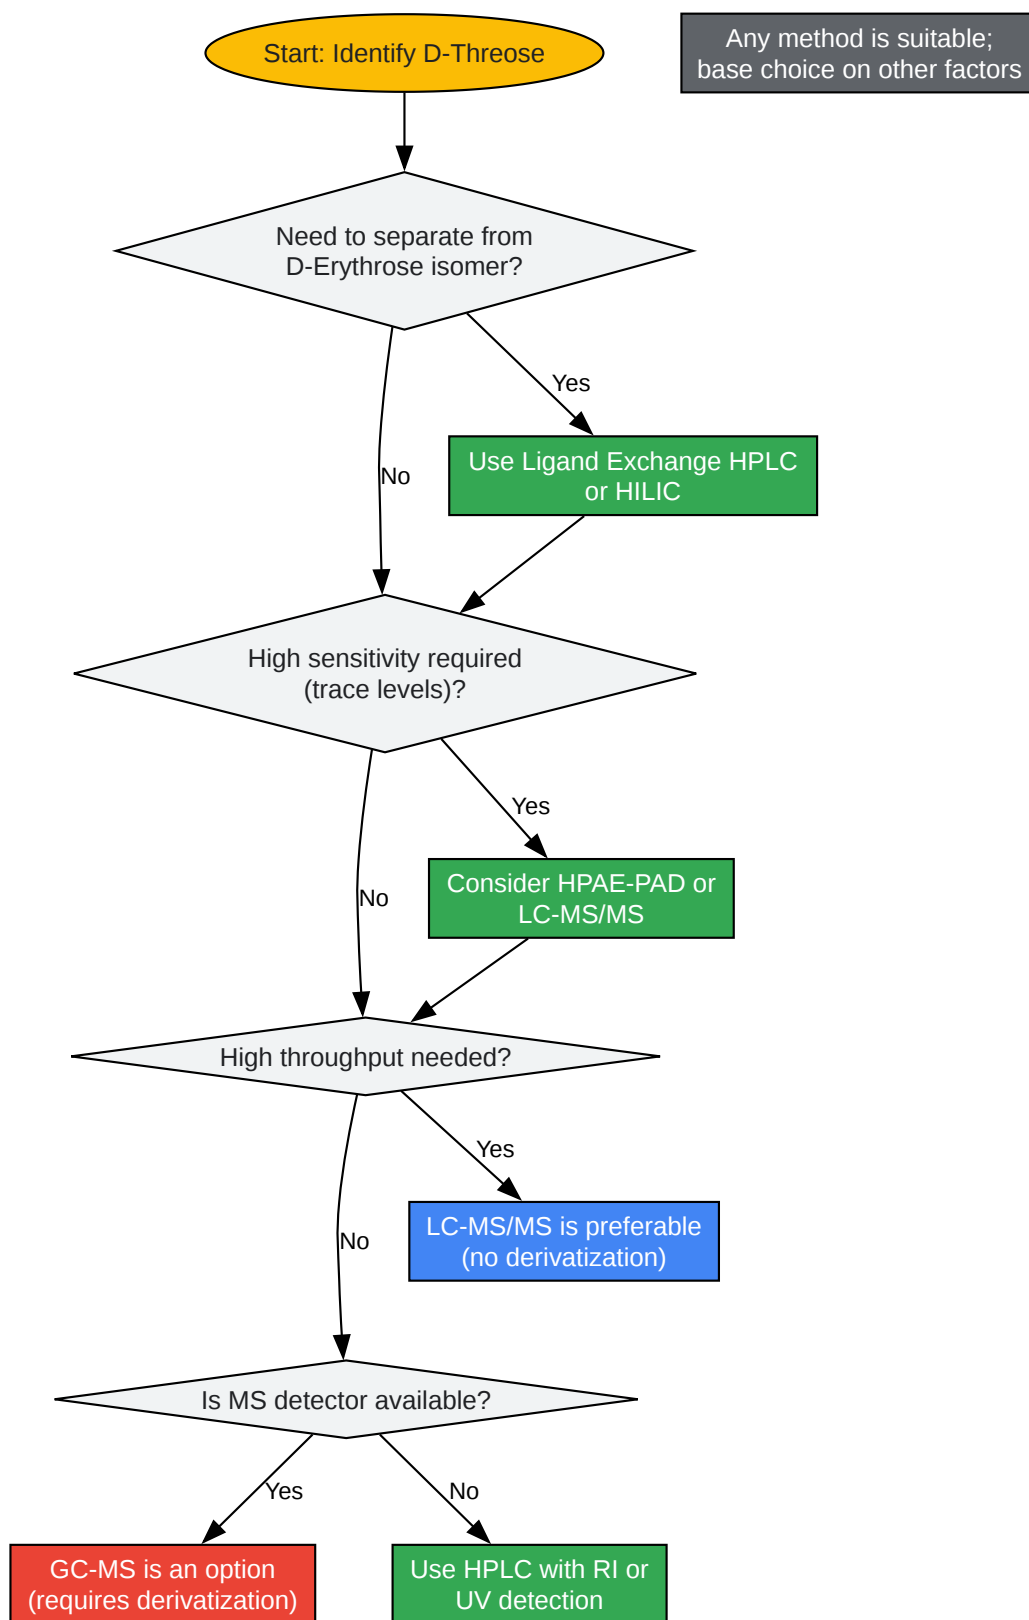 Start: Identify D-Threose
Any method is suitable;
base choice on other factors
Need to separate from
D-Erythrose isomer?
Yes
No
Use Ligand Exchange HPLC
or HILIC
High sensitivity required
(trace levels)?
Yes
No
Consider HPAE-PAD or
LC-MS/MS
High throughput needed?
Yes
No
LC-MS/MS is preferable
(no derivatization)
Is MS detector available?
Yes
No
GC-MS is an option
(requires derivatization)
Use HPLC with RI or
UV detection